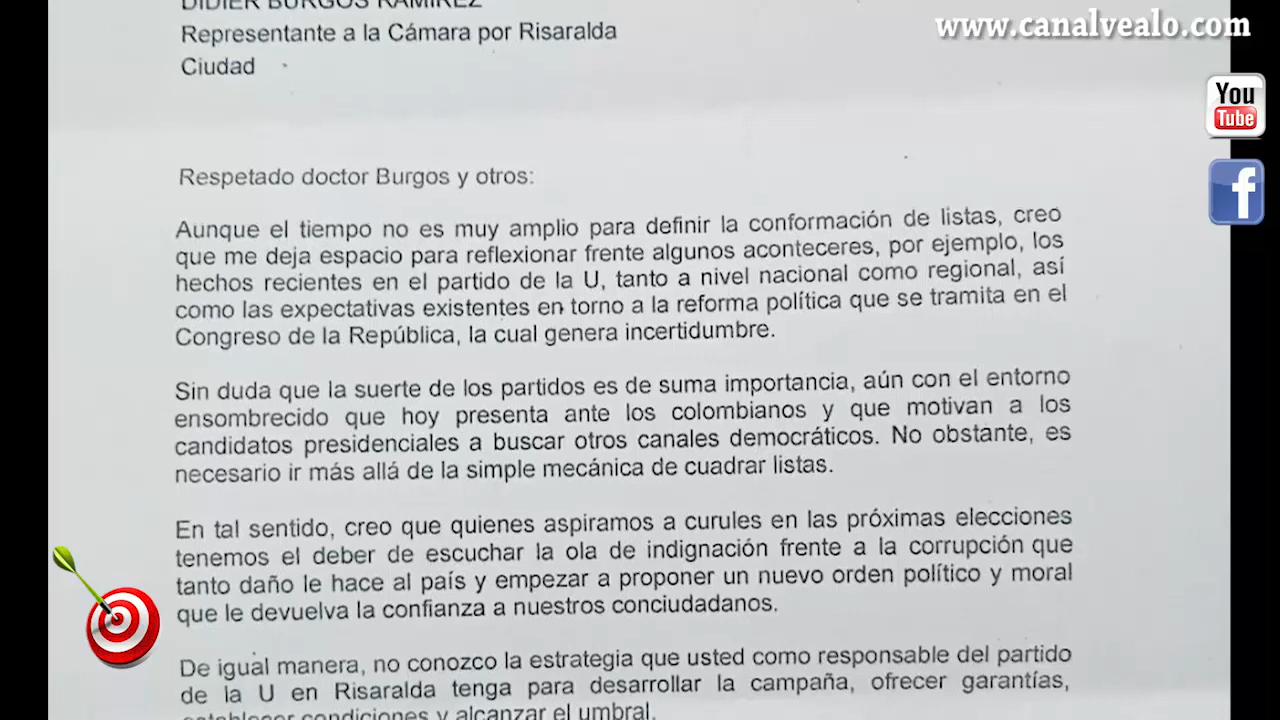 DIDIER BURGOS RAMIREZ
Representante a la Cámara por Risaralda
Ciudad
www.canalvealo.com
You
Tube
f
Respetado doctor Burgos y otros:
Aunque el tiempo no es muy amplio para definir la conformación de listas, creo
que me deja espacio para reflexionar frente algunos aconteceres, por ejemplo, los
hechos recientes en el partido de la U, tanto a nivel nacional como regional, así
como las expectativas existentes en torno a la reforma política que se tramita en el
Congreso de la República, la cual genera incertidumbre.
Sin duda que la suerte de los partidos es de suma importancia, aún con el entorno
ensombrecido que hoy presenta ante los colombianos y que motivan a los
candidatos presidenciales a buscar otros canales democráticos. No obstante, es
necesario ir más allá de la simple mecánica de cuadrar listas.
En tal sentido, creo que quienes aspiramos a curules en las próximas elecciones
tenemos el deber de escuchar la ola de indignación frente a la corrupción que
tanto daño le hace al país y empezar a proponer un nuevo orden político y moral
que le devuelva la confianza a nuestros conciudadanos.
De igual manera, no conozco la estrategia que usted como responsable del partido
de la U en Risaralda tenga para desarrollar la campaña, ofrecer garantías,
establecer condiciones y alcanzar el umbral.